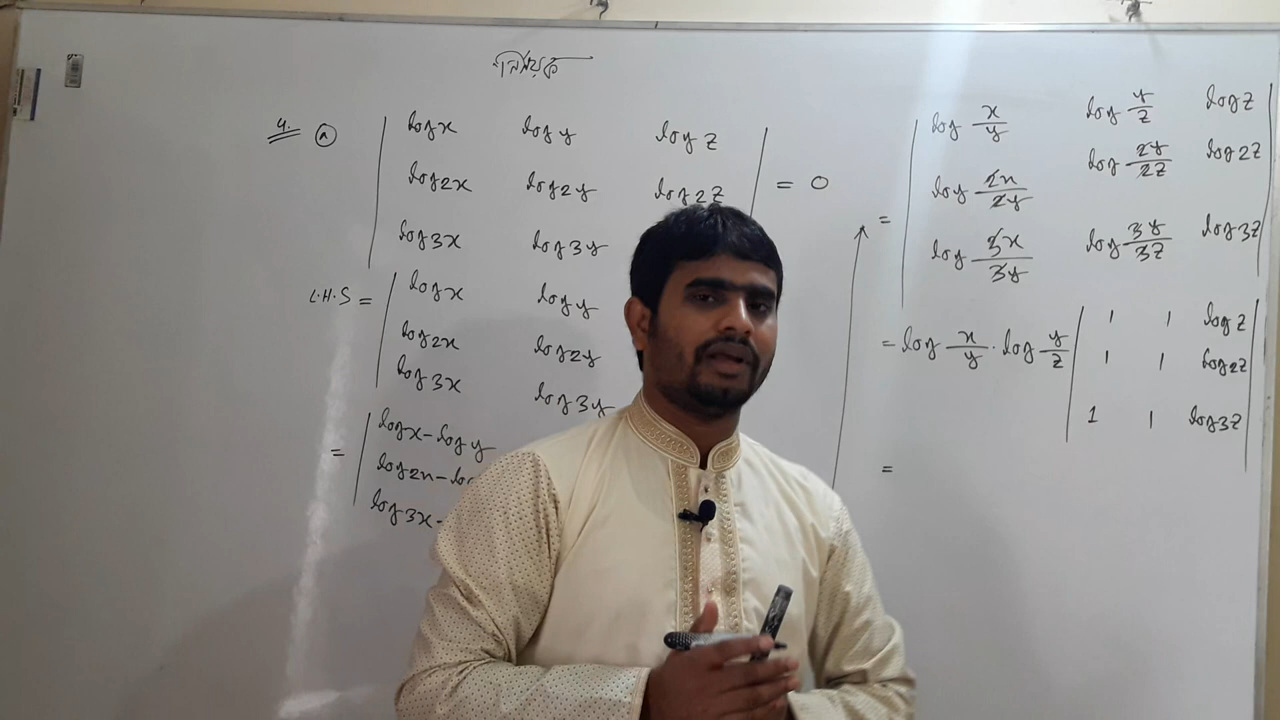 নির্ণায়ক
4. (a) | log x log y log z |
| log 2x log 2y log 2z | = 0
| log 3x log 3y
L.H.S = | log x log y
| log 2x log 2y
| log 3x log 3y
= | log x - log y
| log 2x -
| log 3x -
| log x/y log y/z log z |
= | log 2x/2y log 2y/2z log 2z |
| log 3x/3y log 3y/3z log 3z |
= log x/y . log y/z | 1 1 log z |
| 1 1 log 2z |
| 1 1 log 3z |
=